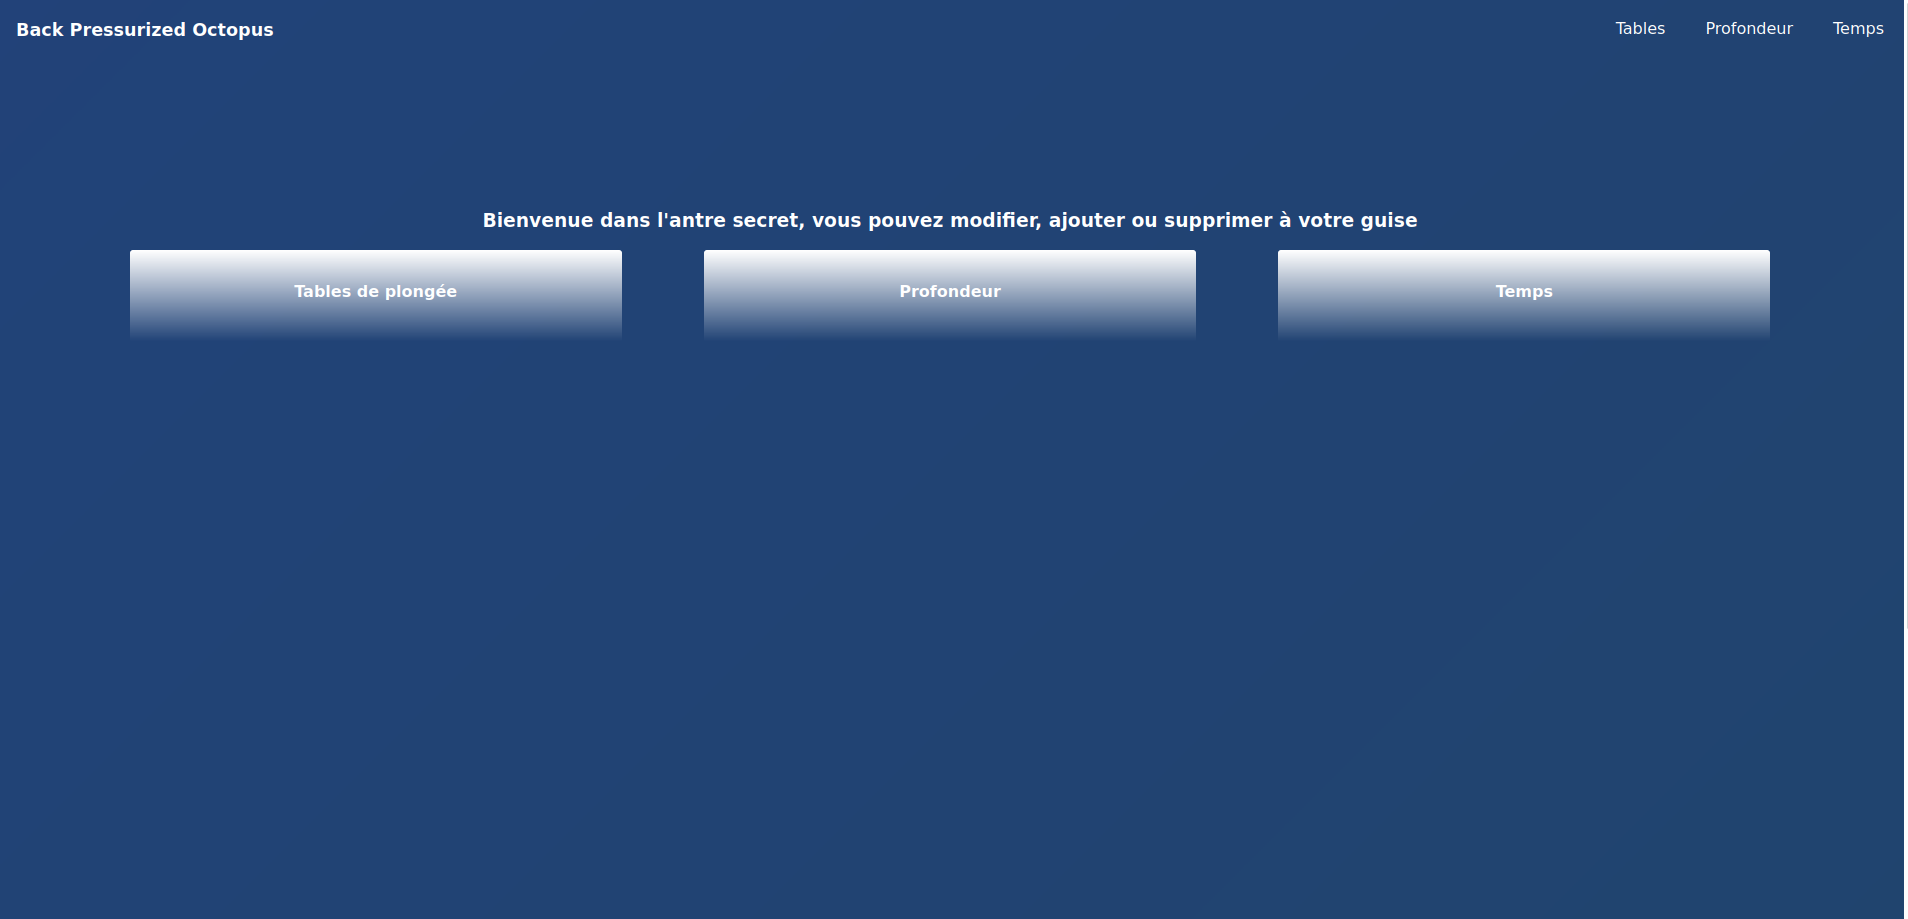 Back Pressurized Octopus
Tables
Profondeur
Temps
Bienvenue dans l'antre secret, vous pouvez modifier, ajouter ou supprimer à votre guise
Tables de plongée
Profondeur
Temps